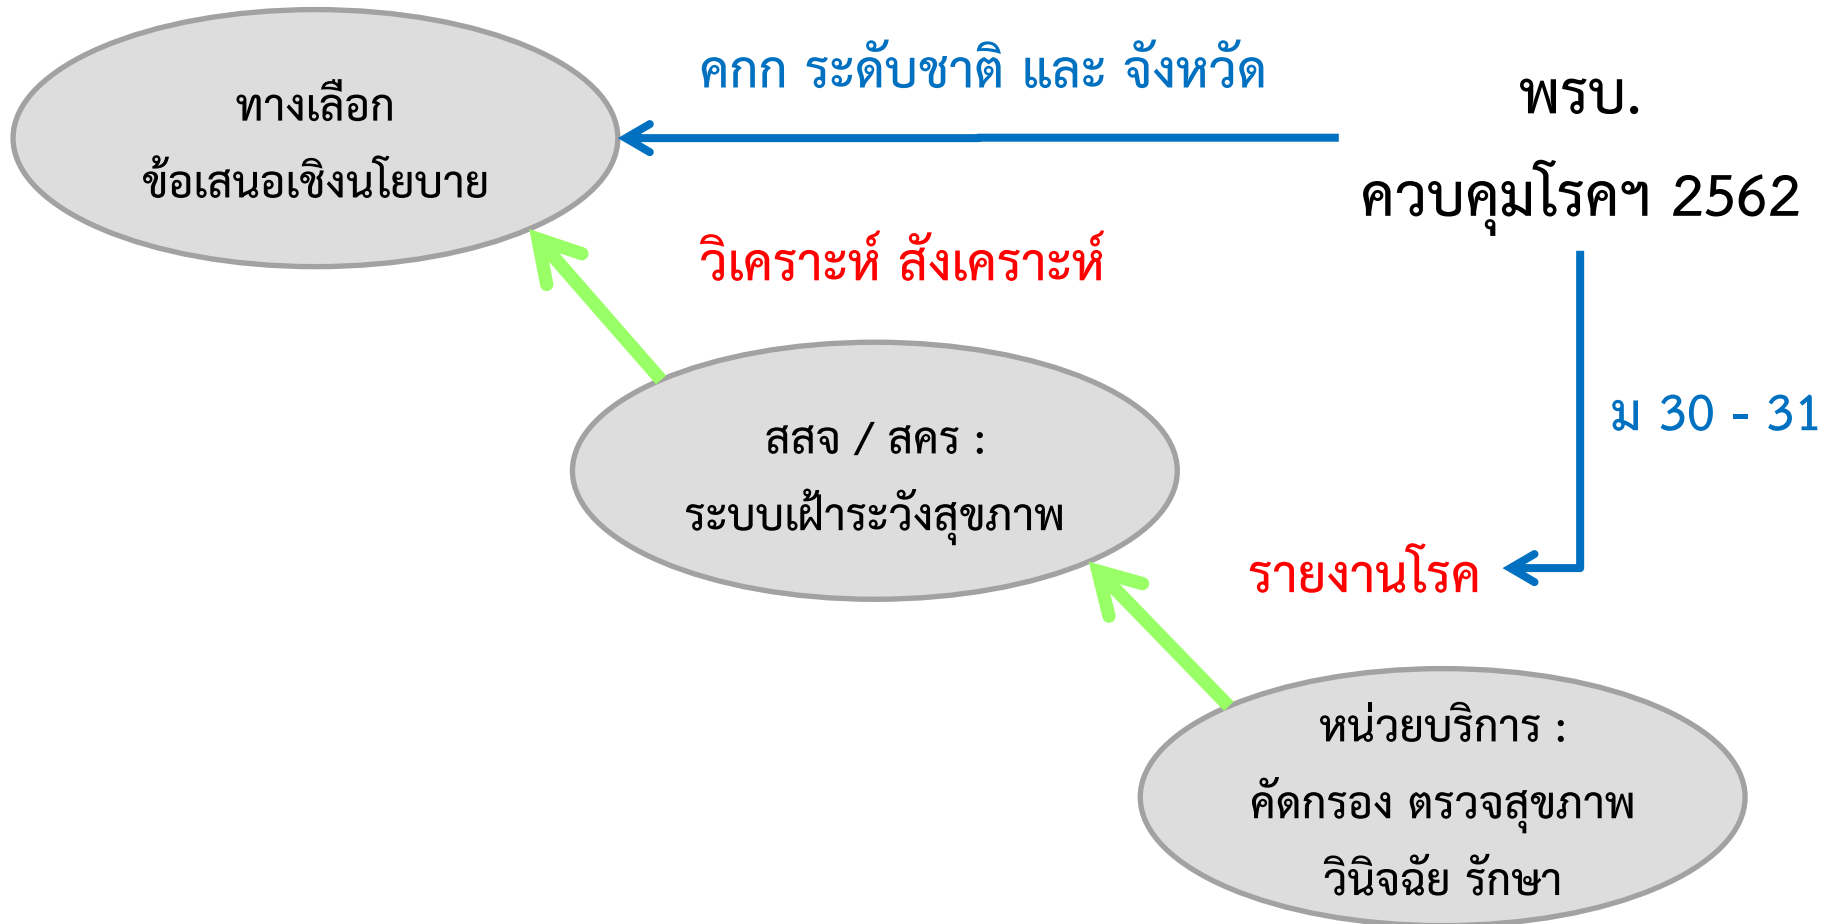 ทางเลือก
ข้อเสนอเชิงนโยบาย
คกก ระดับชาติ และ จังหวัด
พรบ.
ควบคุมโรคฯ 2562
วิเคราะห์ สังเคราะห์
ม 30 - 31
สสจ / สคร :
ระบบเฝ้าระวังสุขภาพ
รายงานโรค
หน่วยบริการ :
คัดกรอง ตรวจสุขภาพ
วินิจฉัย รักษา